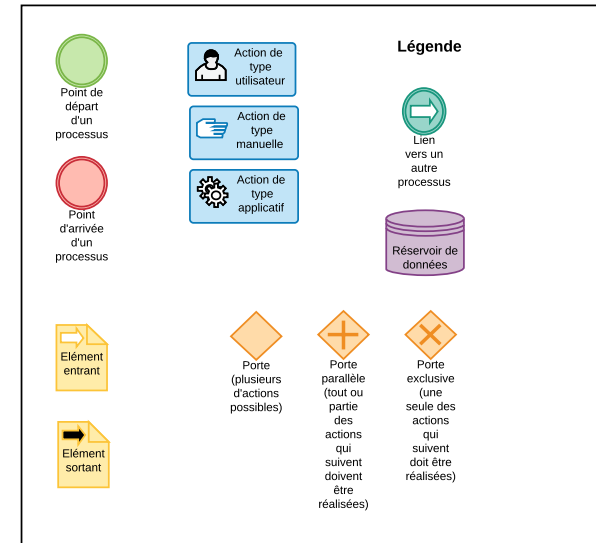 Légende
Point de
départ
d'un
processus
Action de
type
utilisateur
Action de
type
manuelle
Action de
type
applicatif
Lien
vers un
autre
processus
Point
d'arrivée
d'un
processus
Réservoir de
données
Elément
entrant
Elément
sortant
Porte
(plusieurs
d'actions
possibles)
Porte
parallèle
(tout ou
partie
des
actions
qui
suivent
doivent
être
réalisées)
Porte
exclusive
(une
seule des
actions
qui
suivent
doit être
réalisées)